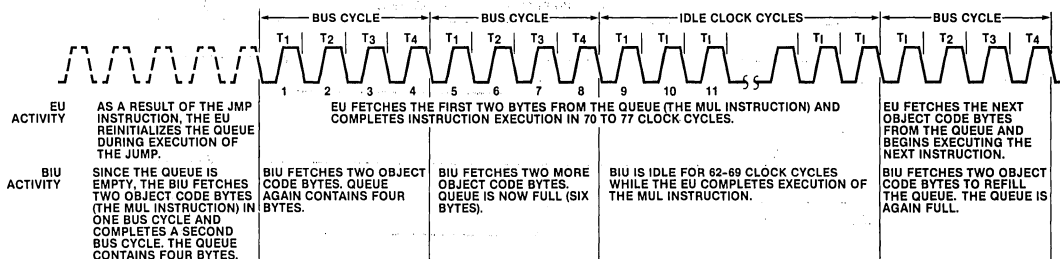 BUS CYCLE BUS CYCLE IDLE CLOCK CYCLES BUS CYCLE
T1 T2 T3 T4 T1 T2 T3 T4 TI TI TI TI TI TI T2 T3 T4
1 2 3 4 5 6 7 8 9 10 11
EU
ACTIVITY
AS A RESULT OF THE JMP
INSTRUCTION, THE EU
REINITIALIZES THE QUEUE
DURING EXECUTION OF
THE JUMP.
EU FETCHES THE FIRST TWO BYTES FROM THE QUEUE (THE MUL INSTRUCTION) AND
COMPLETES INSTRUCTION EXECUTION IN 70 TO 77 CLOCK CYCLES.
EU FETCHES THE NEXT
OBJECT CODE BYTES
FROM THE QUEUE AND
BEGINS EXECUTING THE
NEXT INSTRUCTION.
BIU
ACTIVITY
SINCE THE QUEUE IS
EMPTY, THE BIU FETCHES
TWO OBJECT CODE BYTES
(THE MUL INSTRUCTION) IN
ONE BUS CYCLE AND
COMPLETES A SECOND
BUS CYCLE. THE QUEUE
CONTAINS FOUR BYTES.
BIU FETCHES TWO OBJECT
CODE BYTES. QUEUE
AGAIN CONTAINS FOUR
BYTES.
BIU FETCHES TWO MORE
OBJECT CODE BYTES.
QUEUE IS NOW FULL (SIX
BYTES).
BIU IS IDLE FOR 62-69 CLOCK CYCLES
WHILE THE EU COMPLETES EXECUTION OF
THE MUL INSTRUCTION.
BIU FETCHES TWO OBJECT
CODE BYTES TO REFILL
THE QUEUE. THE QUEUE IS
AGAIN FULL.